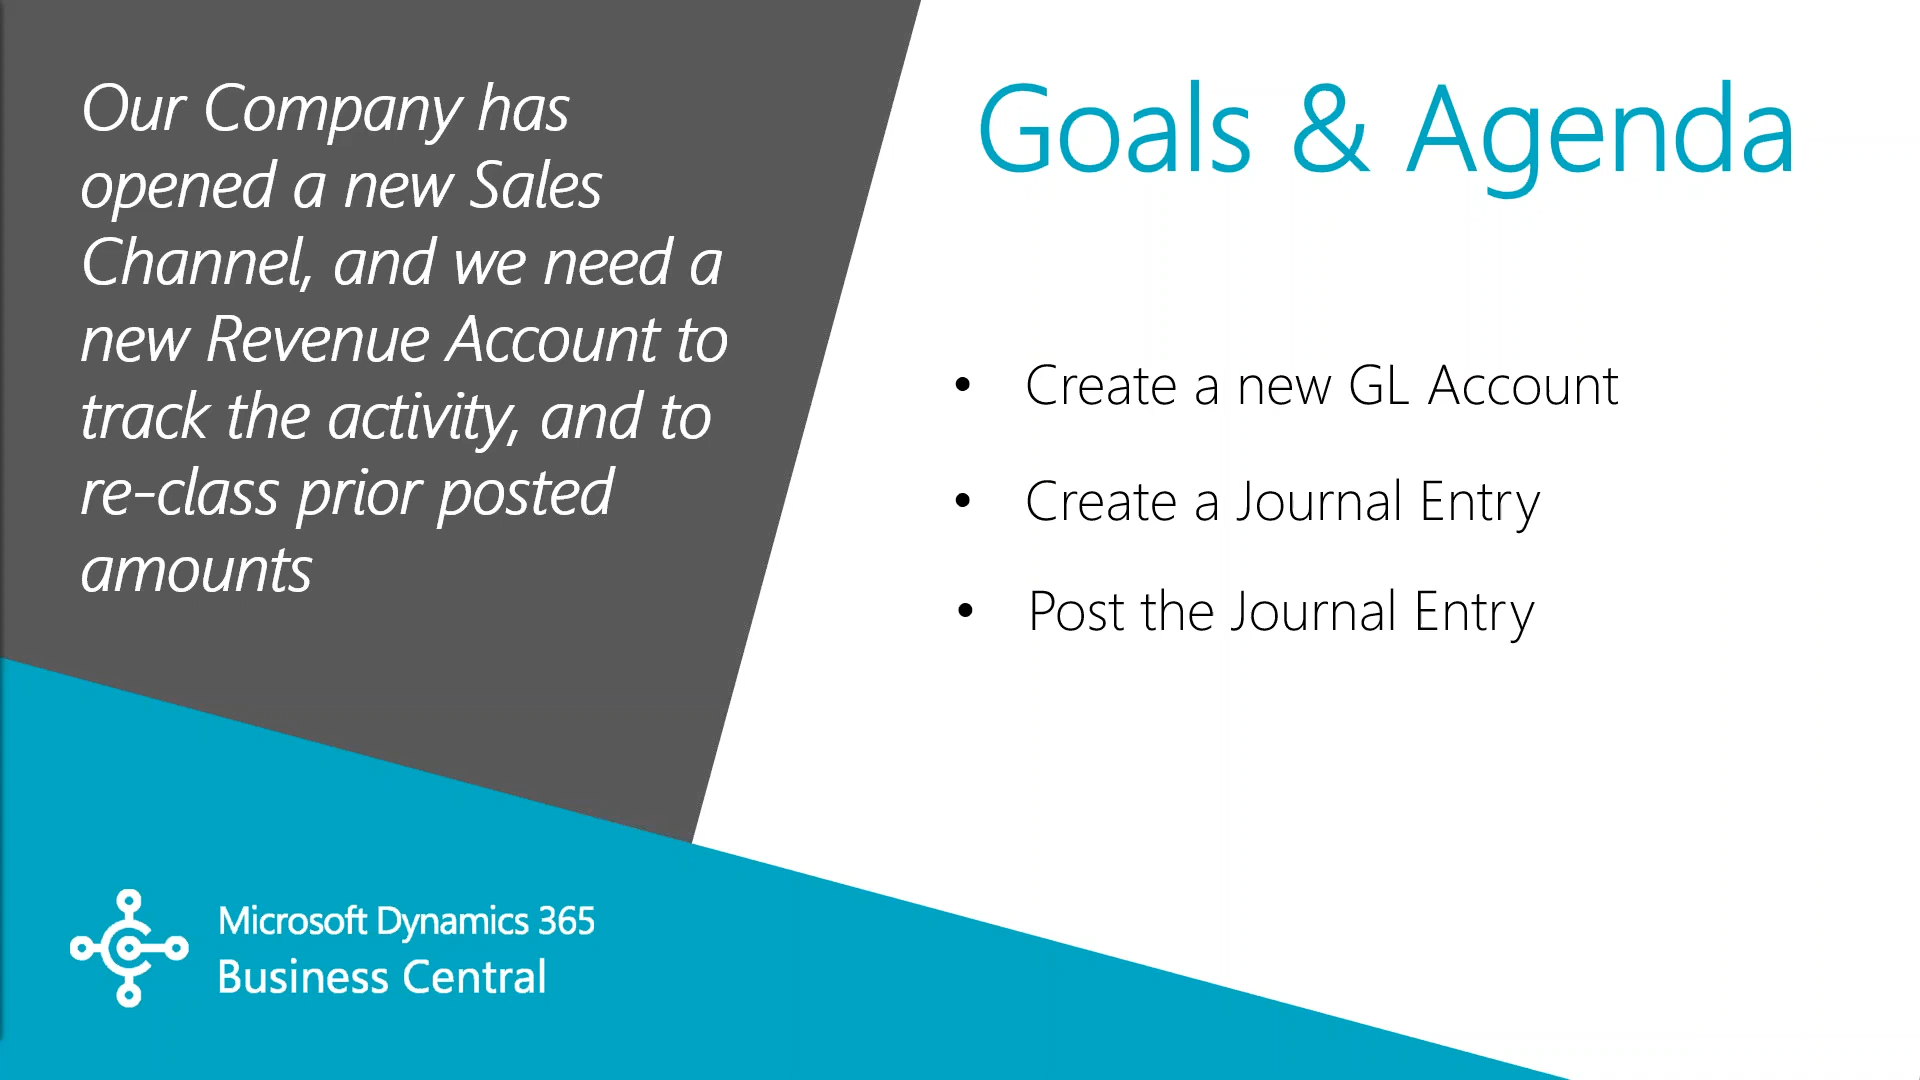 Our Company has
opened a new Sales
Channel, and we need a
new Revenue Account to
track the activity, and to
re-class prior posted
amounts
Goals & Agenda
• Create a new GL Account
• Create a Journal Entry
• Post the Journal Entry
Microsoft Dynamics 365
Business Central